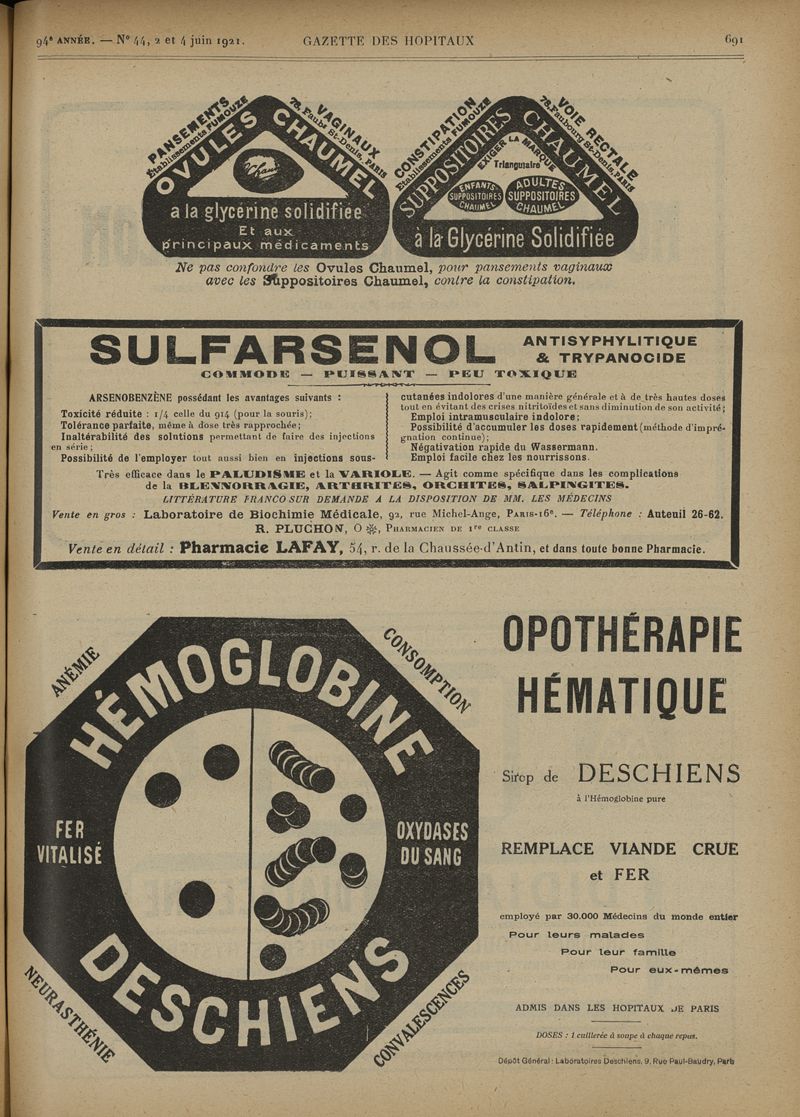 94e ANNÉE. — No 44, 2 et 4 juin 1921.
GAZETTE DES HOPITAUX
691
PANSEMENTS VAGINAUX
Établissements FUMOUZE 78, Faubg St-Denis, PARIS
OVULES CHAUMEL
Chaumel
a la glycérine solidifiée
Et aux
principaux médicaments
CONSTIPATION VOIE RECTALE
Établissements FUMOUZE 78, Faubourg St-Denis, PARIS
SUPPOSITOIRES CHAUMEL
EXIGER LA MARQUE
Triangulaire
ENFANTS
SUPPOSITOIRES
CHAUMEL
ADULTES
SUPPOSITOIRES
CHAUMEL
à la Glycérine Solidifiée
Ne pas confondre les Ovules Chaumel, pour pansements vaginaux
avec les Suppositoires Chaumel, contre la constipation.
SULFARSENOL
ANTISYPHYLITIQUE
& TRYPANOCIDE
COMMODE — PUISSANT — PEU TOXIQUE
ARSENOBENZÈNE possédant les avantages suivants :
Toxicité réduite : 1/4 celle du 914 (pour la souris);
Tolérance parfaite, même à dose très rapprochée;
Inaltérabilité des solutions permettant de faire des injections
en série;
Possibilité de l'employer tout aussi bien en injections sous-
cutanées indolores d'une manière générale et à de très hautes doses
tout en évitant des crises nitritoïdes et sans diminution de son activité;
Emploi intramusculaire indolore;
Possibilité d'accumuler les doses rapidement (méthode d'impré-
gnation continue);
Négativation rapide du Wassermann.
Emploi facile chez les nourrissons.
Très efficace dans le PALUDISME et la VARIOLE. — Agit comme spécifique dans les complications
de la BLENNORRAGIE, ARTHRITES, ORCHITES, SALPINGITES.
LITTÉRATURE FRANCO SUR DEMANDE A LA DISPOSITION DE MM. LES MÉDECINS
Vente en gros : Laboratoire de Biochimie Médicale, 92, rue Michel-Ange, PARIS-16e. — Téléphone : Auteuil 26-62.
R. PLUCHON, O ✻, PHARMACIEN DE 1re CLASSE
Vente en détail : Pharmacie LAFAY, 54, r. de la Chaussée-d'Antin, et dans toute bonne Pharmacie.
ANÉMIE
CONSOMPTION
HÉMOGLOBINE
FER
VITALISÉ
OXYDASES
DU SANG
DESCHIENS
NEURASTHÉNIE
CONVALESCENCES
OPOTHÉRAPIE
HÉMATIQUE
Sirop de DESCHIENS
à l'Hémoglobine pure
REMPLACE VIANDE CRUE
et FER
employé par 30.000 Médecins du monde entier
Pour leurs malades
Pour leur famille
Pour eux-mêmes
ADMIS DANS LES HOPITAUX DE PARIS
DOSES : 1 cuillerée à soupe à chaque repas.
Dépôt Général : Laboratoires Deschiens, 9, Rue Paul-Baudry, Paris